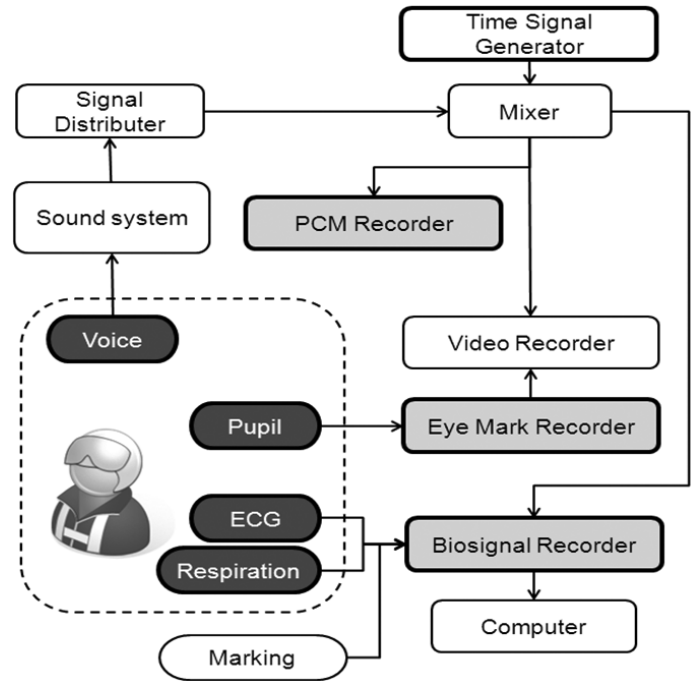 Time Signal
Generator
Signal
Distributer
Mixer
Sound system
PCM Recorder
Voice
Video Recorder
Pupil
Eye Mark Recorder
ECG
Biosignal Recorder
Respiration
Computer
Marking